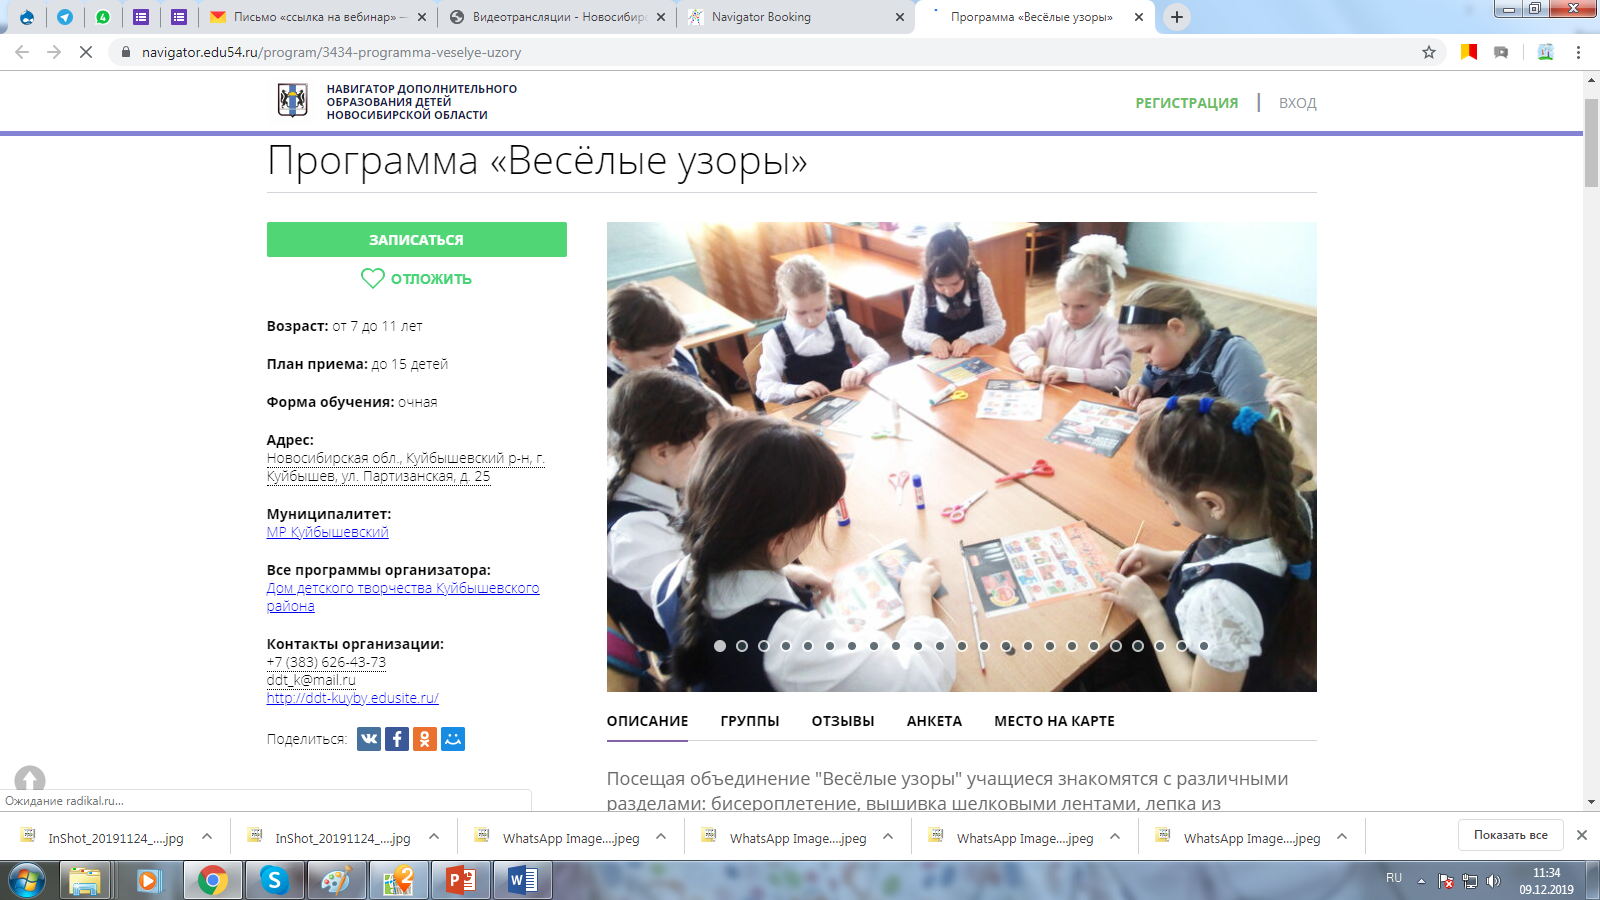 Письмо «ссылка на вебинар» —
Видеотрансляции - Новосибирс
Navigator Booking
Программа «Весёлые узоры»
navigator.edu54.ru/program/3434-programma-veselye-uzory
НАВИГАТОР ДОПОЛНИТЕЛЬНОГО
ОБРАЗОВАНИЯ ДЕТЕЙ
НОВОСИБИРСКОЙ ОБЛАСТИ
РЕГИСТРАЦИЯ
ВХОД
Программа «Весёлые узоры»
ЗАПИСАТЬСЯ
ОТЛОЖИТЬ
Возраст: от 7 до 11 лет
План приема: до 15 детей
Форма обучения: очная
Адрес:
Новосибирская обл., Куйбышевский р-н, г.
Куйбышев, ул. Партизанская, д. 25
Муниципалитет:
МР Куйбышевский
Все программы организатора:
Дом детского творчества Куйбышевского
района
Контакты организации:
+7 (383) 626-43-73
ddt_k@mail.ru
http://ddt-kuyby.edusite.ru/
Поделиться:
ОПИСАНИЕ ГРУППЫ ОТЗЫВЫ АНКЕТА МЕСТО НА КАРТЕ
Посещая объединение "Весёлые узоры" учащиеся знакомятся с различными
разделами: бисероплетение, вышивка шелковыми лентами, лепка из
Ожидание radikal.ru...
InShot_20191124_....jpg
InShot_20191124_....jpg
WhatsApp Image....jpeg
WhatsApp Image....jpeg
WhatsApp Image....jpeg
WhatsApp Image....jpeg
Показать все
RU
11:34
09.12.2019